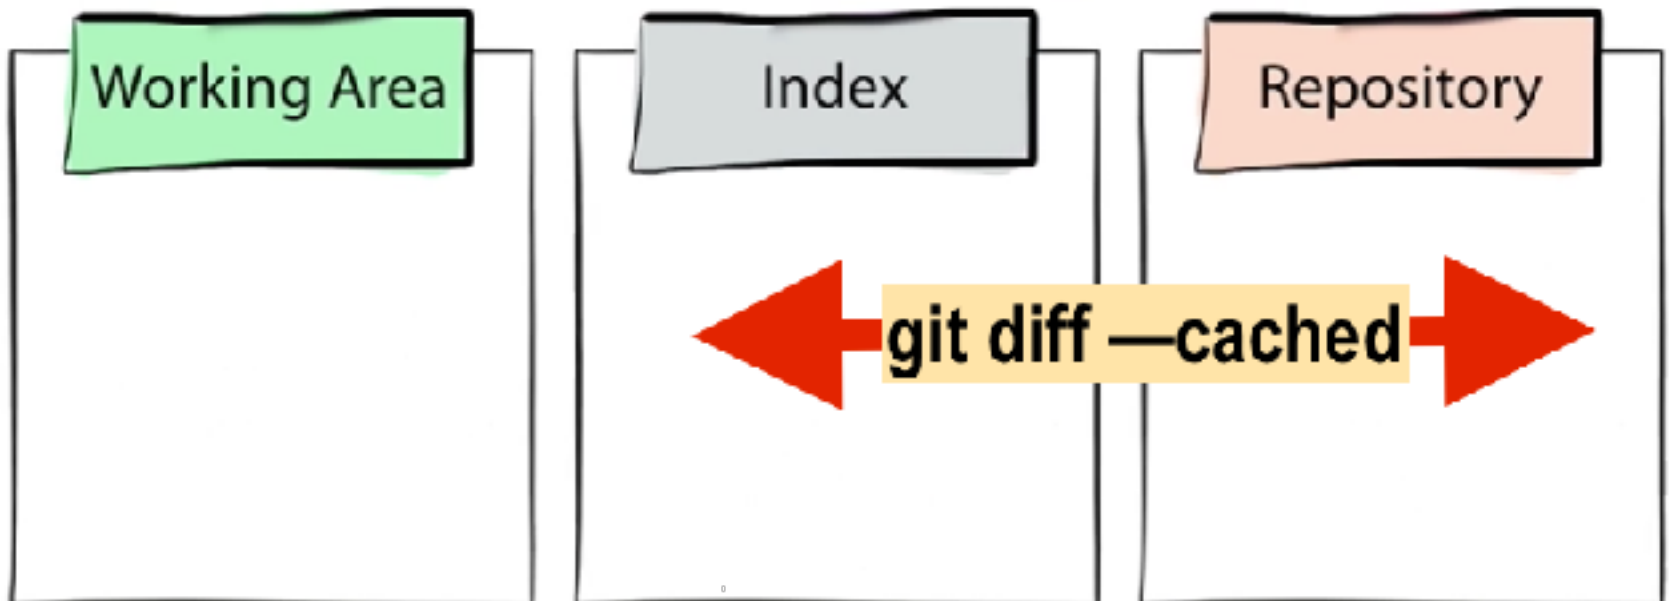 Working Area
Index
Repository
git diff —cached